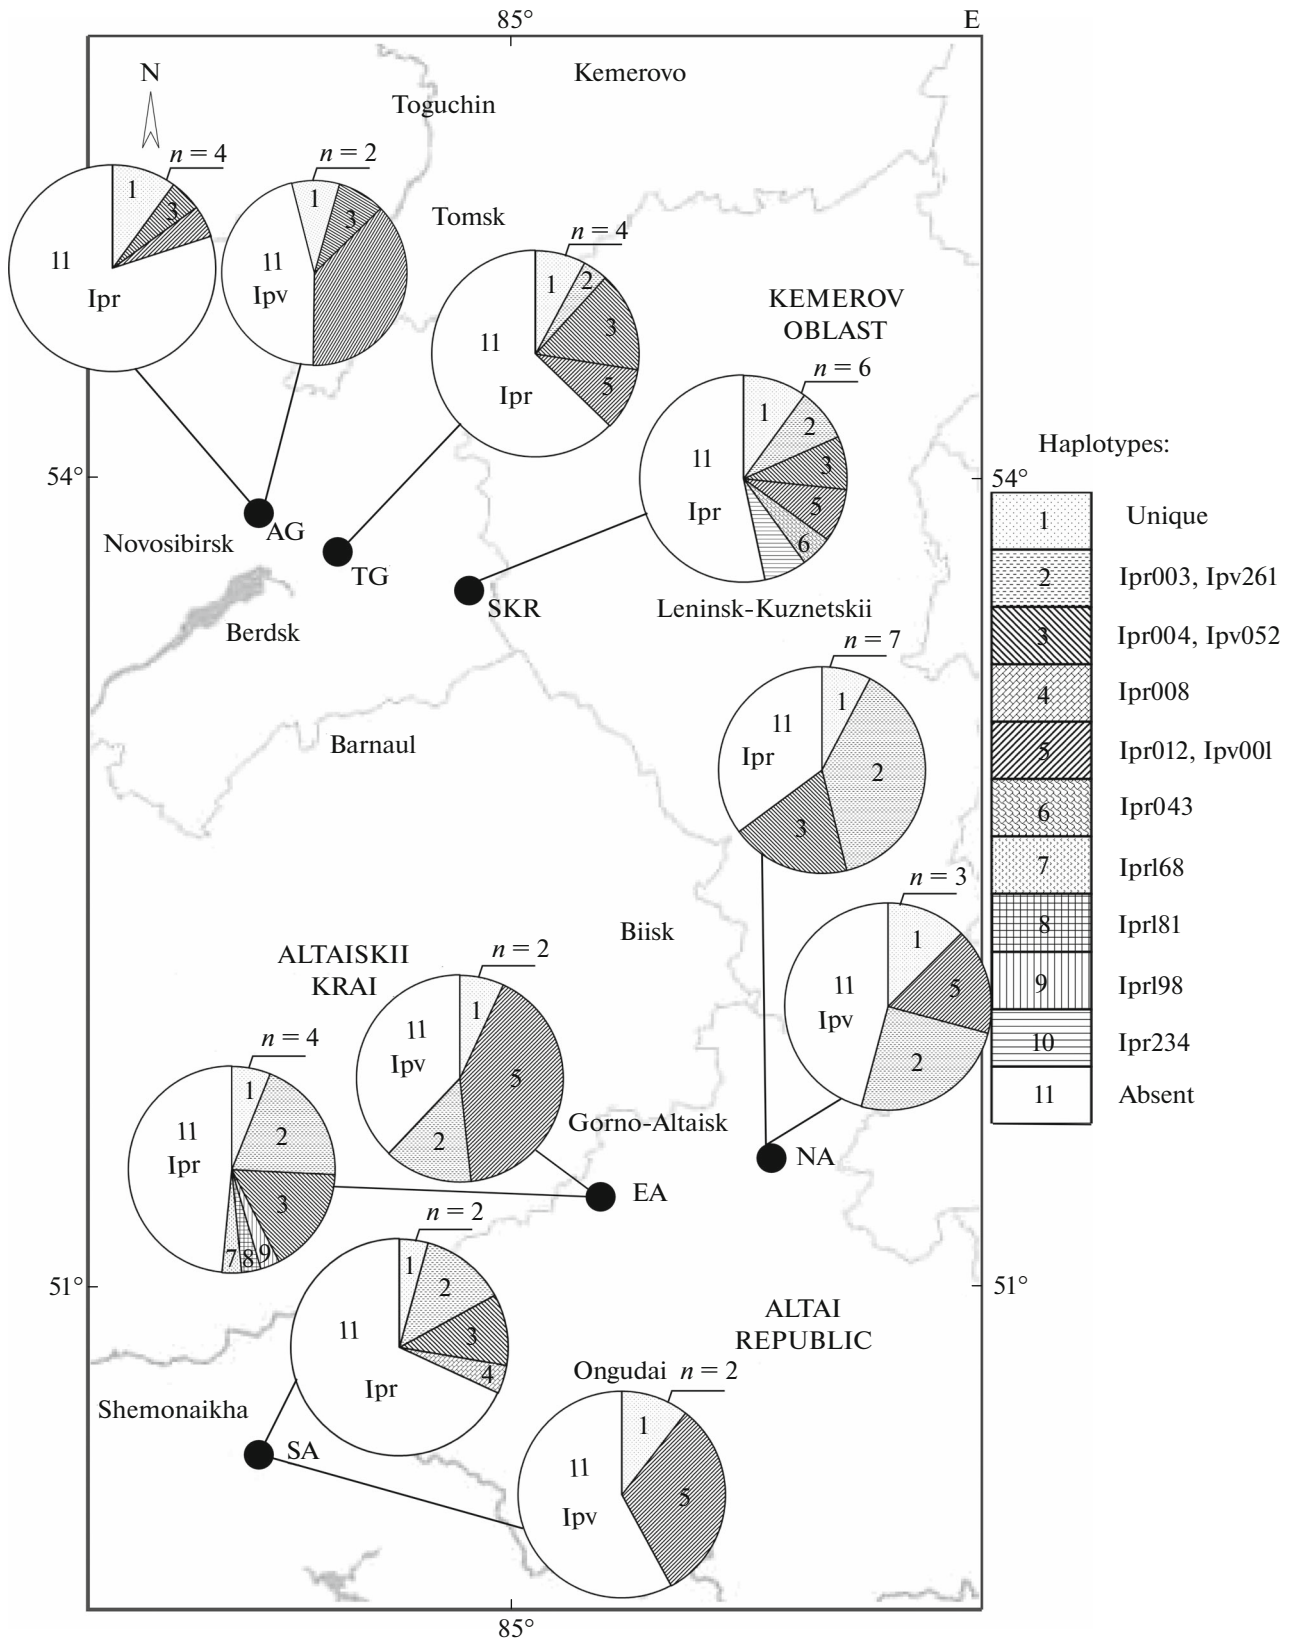 85°
E
N
Kemerovo
Toguchin
n = 4
1
3
11
Ipr
n = 2
1
3
11
Ipv
Tomsk
n = 4
1
2
3
5
11
Ipr
KEMEROV
OBLAST
n = 6
1
2
3
5
6
11
Ipr
54°
54°
AG
Novosibirsk
TG
SKR
Berdsk
Leninsk-Kuznetskii
Barnaul
n = 7
1
2
3
11
Ipr
n = 3
1
5
2
11
Ipv
Biisk
ALTAISKII
KRAI
n = 2
1
5
2
11
Ipv
n = 4
1
2
3
9
8
7
11
Ipr
Gorno-Altaisk
NA
EA
n = 2
1
2
3
4
11
Ipr
51°
51°
ALTAI
REPUBLIC
Ongudai
n = 2
1
5
11
Ipv
Shemonaikha
SA
85°
Haplotypes:
1 Unique
2 Ipr003, Ipv261
3 Ipr004, Ipv052
4 Ipr008
5 Ipr012, Ipv00l
6 Ipr043
7 Iprl68
8 Iprl81
9 Iprl98
10 Ipr234
11 Absent